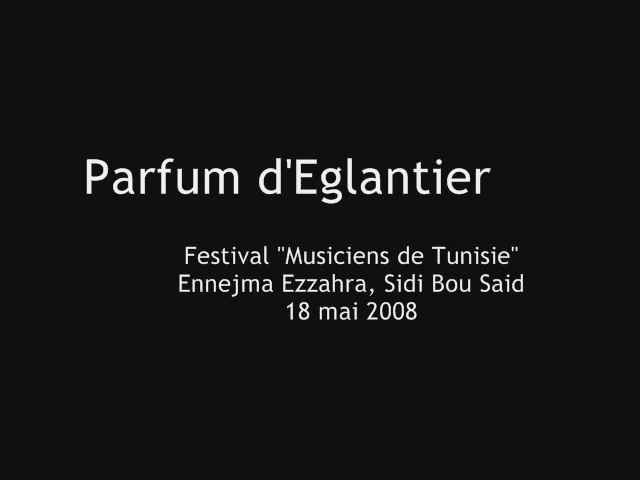 Parfum d'Eglantier
Festival "Musiciens de Tunisie"
Ennejma Ezzahra, Sidi Bou Said
18 mai 2008